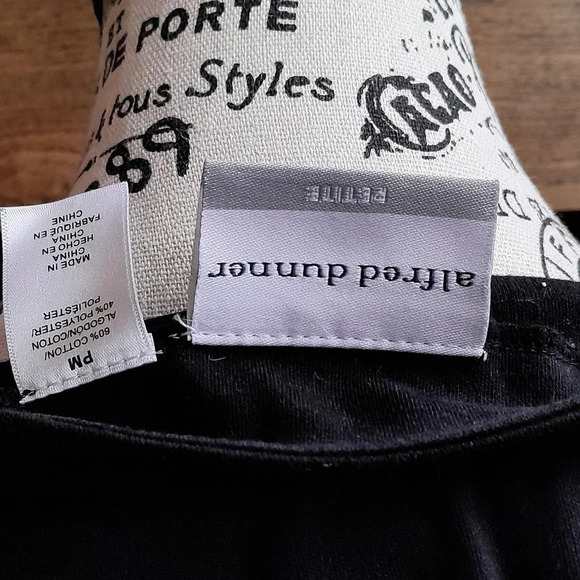 ET
DE PORTE
tous Styles
CACAO
PETITE
alfred dunner
PM
60% COTTON/
ALGODÓN/COTON
40% POLYESTER/
POLIÉSTER
MADE IN
CHINA
HECHO EN
CHINA
FABRIQUÉ EN
CHINE